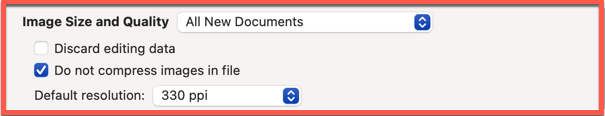 Image Size and Quality All New Documents
Discard editing data
Do not compress images in file
Default resolution: 330 ppi